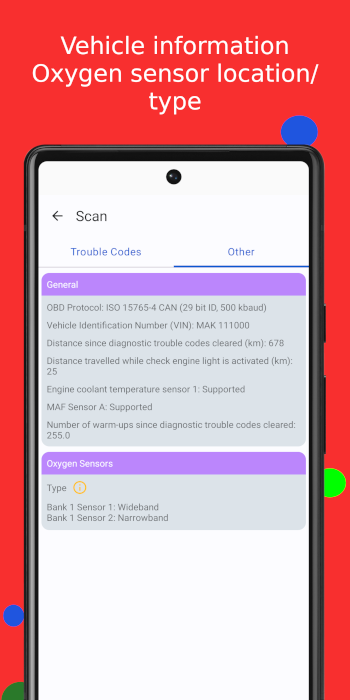 Vehicle information
Oxygen sensor location/
type
Scan
Trouble Codes
Other
General
OBD Protocol: ISO 15765-4 CAN (29 bit ID, 500 kbaud)
Vehicle Identification Number (VIN): MAK 111000
Distance since diagnostic trouble codes cleared (km): 678
Distance travelled while check engine light is activated (km):
25
Engine coolant temperature sensor 1: Supported
MAF Sensor A: Supported
Number of warm-ups since diagnostic trouble codes cleared:
255.0
Oxygen Sensors
Type
Bank 1 Sensor 1: Wideband
Bank 1 Sensor 2: Narrowband